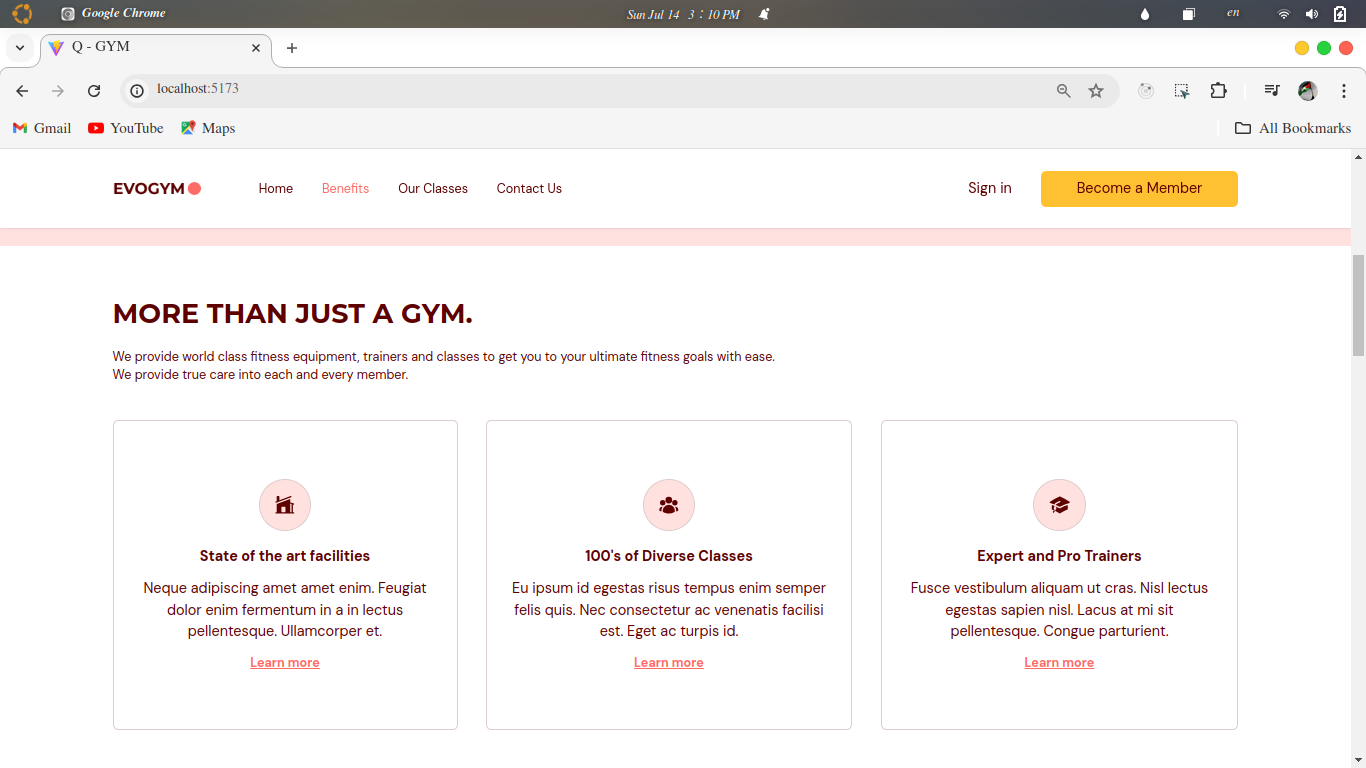 Google Chrome
Sun Jul 14 3 : 10 PM
en
Q - GYM
localhost:5173
Gmail
YouTube
Maps
All Bookmarks
EVOGYM
Home
Benefits
Our Classes
Contact Us
Sign in
Become a Member
MORE THAN JUST A GYM.
We provide world class fitness equipment, trainers and classes to get you to your ultimate fitness goals with ease.
We provide true care into each and every member.
State of the art facilities
Neque adipiscing amet amet enim. Feugiat
dolor enim fermentum in a in lectus
pellentesque. Ullamcorper et.
Learn more
100's of Diverse Classes
Eu ipsum id egestas risus tempus enim semper
felis quis. Nec consectetur ac venenatis facilisi
est. Eget ac turpis id.
Learn more
Expert and Pro Trainers
Fusce vestibulum aliquam ut cras. Nisl lectus
egestas sapien nisl. Lacus at mi sit
pellentesque. Congue parturient.
Learn more